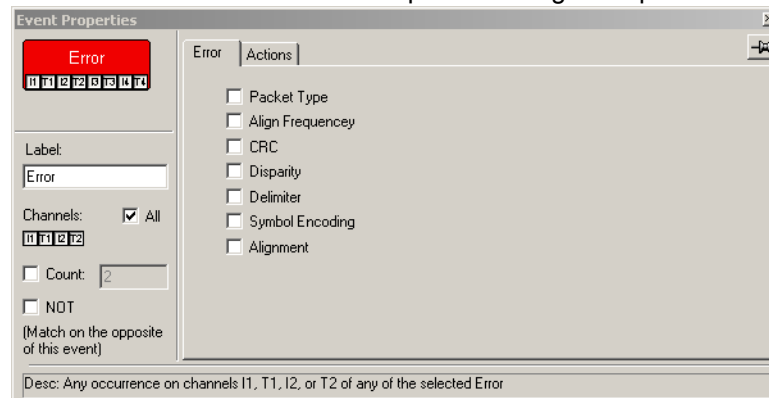 Event Properties
Error
I1 T1 I2 T2 I3 T3 I4 T4
Label:
Error
Channels: All
I1 T1 I2 T2
Count: 2
NOT
(Match on the opposite
of this event)
Error Actions
Packet Type
Align Frequencey
CRC
Disparity
Delimiter
Symbol Encoding
Alignment
Desc: Any occurrence on channels I1, T1, I2, or T2 of any of the selected Error